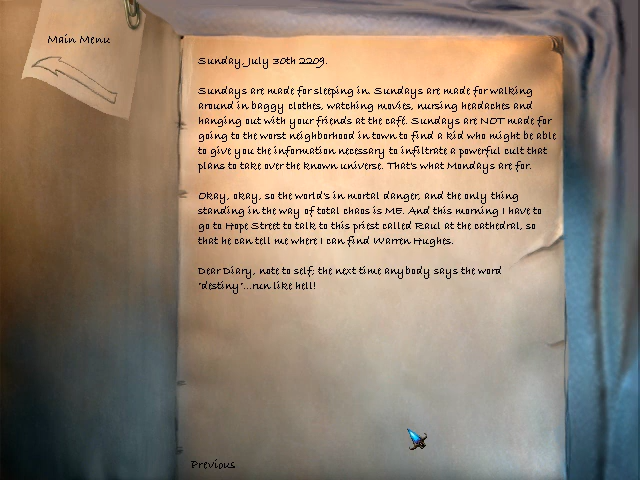 Main Menu
Sunday, July 30th 2209.
Sundays are made for sleeping in. Sundays are made for walking
around in baggy clothes, watching movies, nursing headaches and
hanging out with your friends at the café. Sundays are NOT made for
going to the worst neighborhood in town to find a kid who might be able
to give you the information necessary to infiltrate a powerful cult that
plans to take over the known universe. That's what Mondays are for.
Okay, okay, so the world's in mortal danger, and the only thing
standing in the way of total chaos is ME. And this morning I have to
go to Hope Street to talk to this priest called Raul at the cathedral, so
that he can tell me where I can find Warren Hughes.
Dear Diary, note to self; the next time anybody says the word
"destiny"...run like hell!
Previous